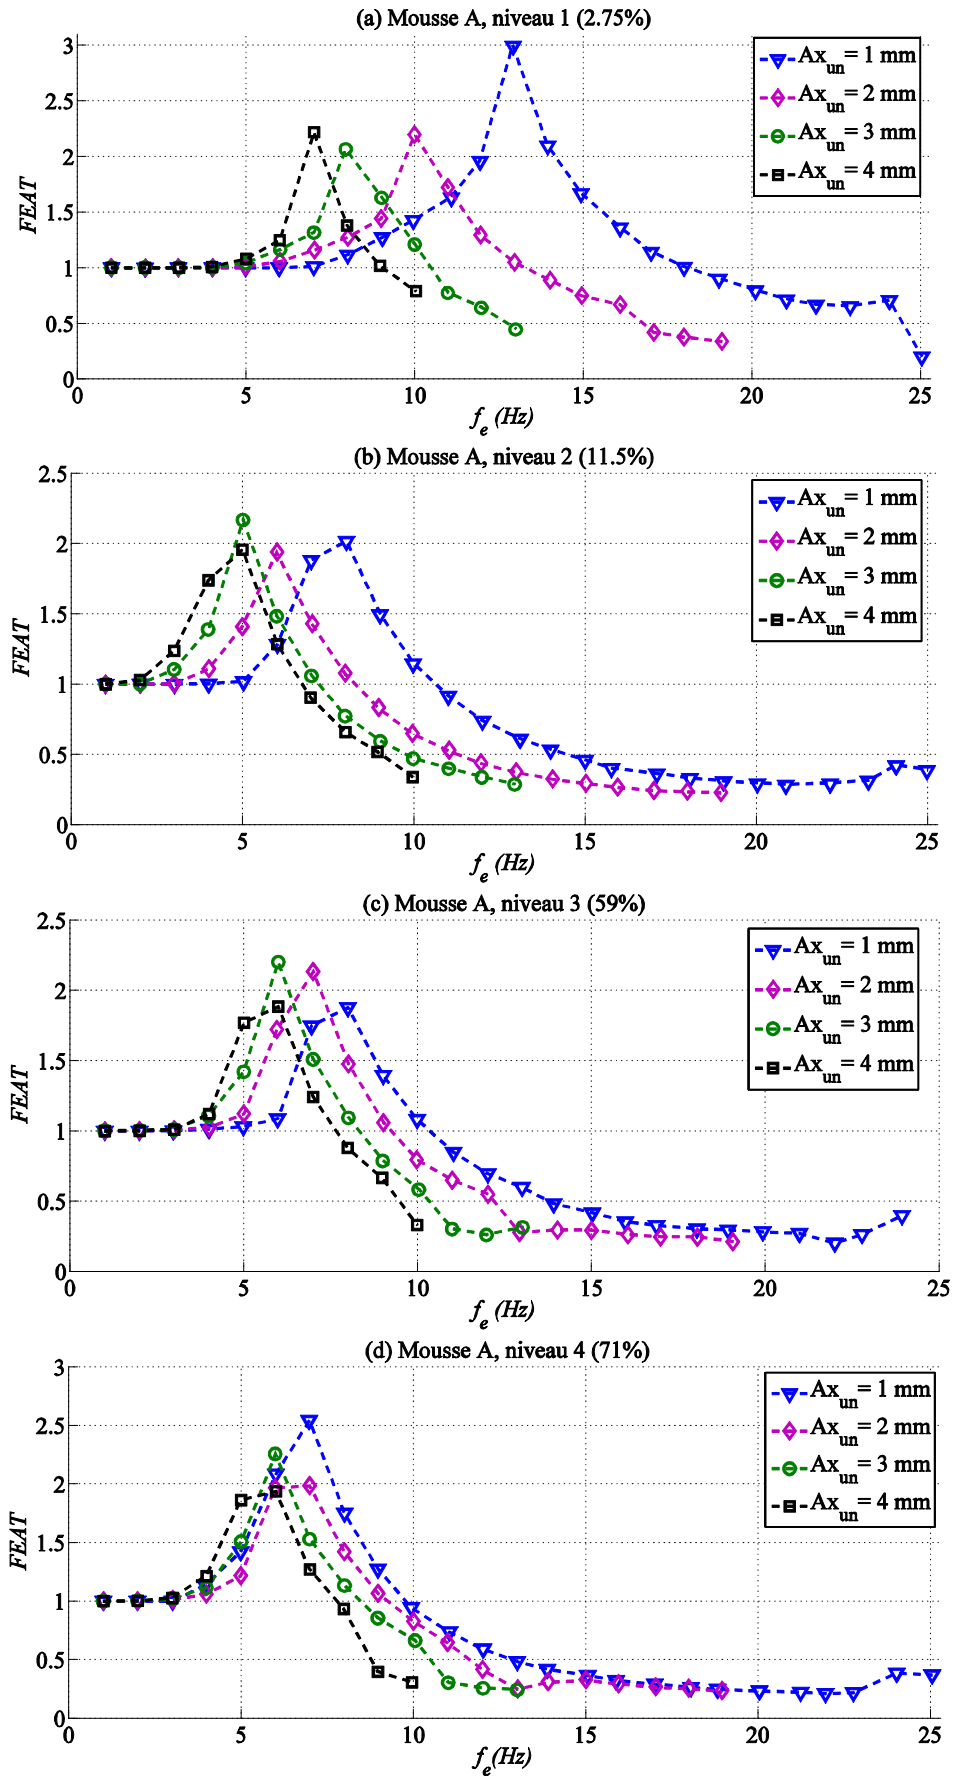 (a) Mousse A, niveau 1 (2.75%)
3
2.5
2
1.5
1
0.5
0
FEAT
0 5 10 15 20 25
f_e (Hz)
Ax_un = 1 mm
Ax_un = 2 mm
Ax_un = 3 mm
Ax_un = 4 mm
(b) Mousse A, niveau 2 (11.5%)
2.5
2
1.5
1
0.5
0
FEAT
0 5 10 15 20 25
f_e (Hz)
Ax_un = 1 mm
Ax_un = 2 mm
Ax_un = 3 mm
Ax_un = 4 mm
(c) Mousse A, niveau 3 (59%)
2.5
2
1.5
1
0.5
0
FEAT
0 5 10 15 20 25
f_e (Hz)
Ax_un = 1 mm
Ax_un = 2 mm
Ax_un = 3 mm
Ax_un = 4 mm
(d) Mousse A, niveau 4 (71%)
3
2.5
2
1.5
1
0.5
0
FEAT
0 5 10 15 20 25
f_e (Hz)
Ax_un = 1 mm
Ax_un = 2 mm
Ax_un = 3 mm
Ax_un = 4 mm